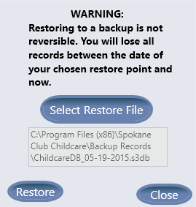 WARNING:
Restoring to a backup is not
reversible. You will lose all
records between the date of
your chosen restore point and
now.
Select Restore File
C:\Program Files (x86)\Spokane
Club Childcare\Backup Records
\ChildcareDB_05-19-2015.s3db
Restore
Close